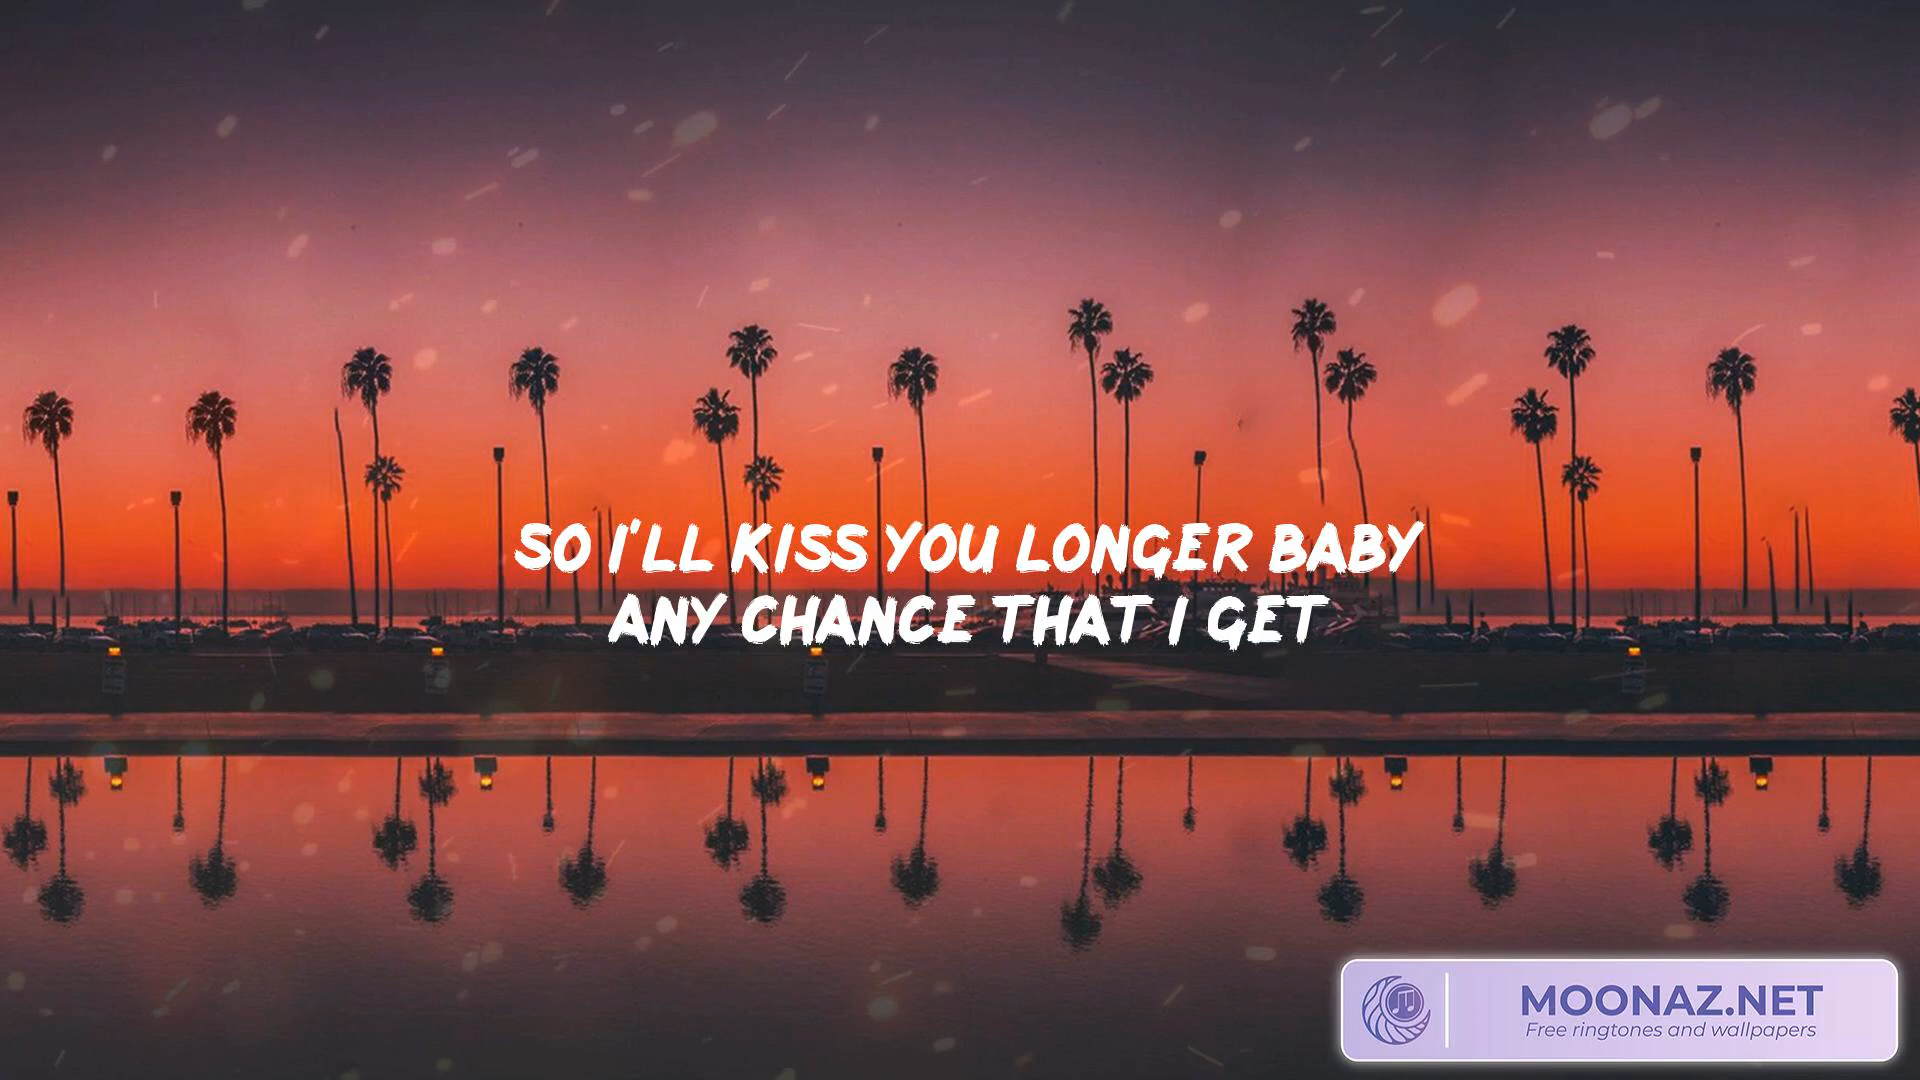 SO I'LL KISS YOU LONGER BABY
ANY CHANCE THAT I GET
MOONAZ.NET
Free ringtones and wallpapers